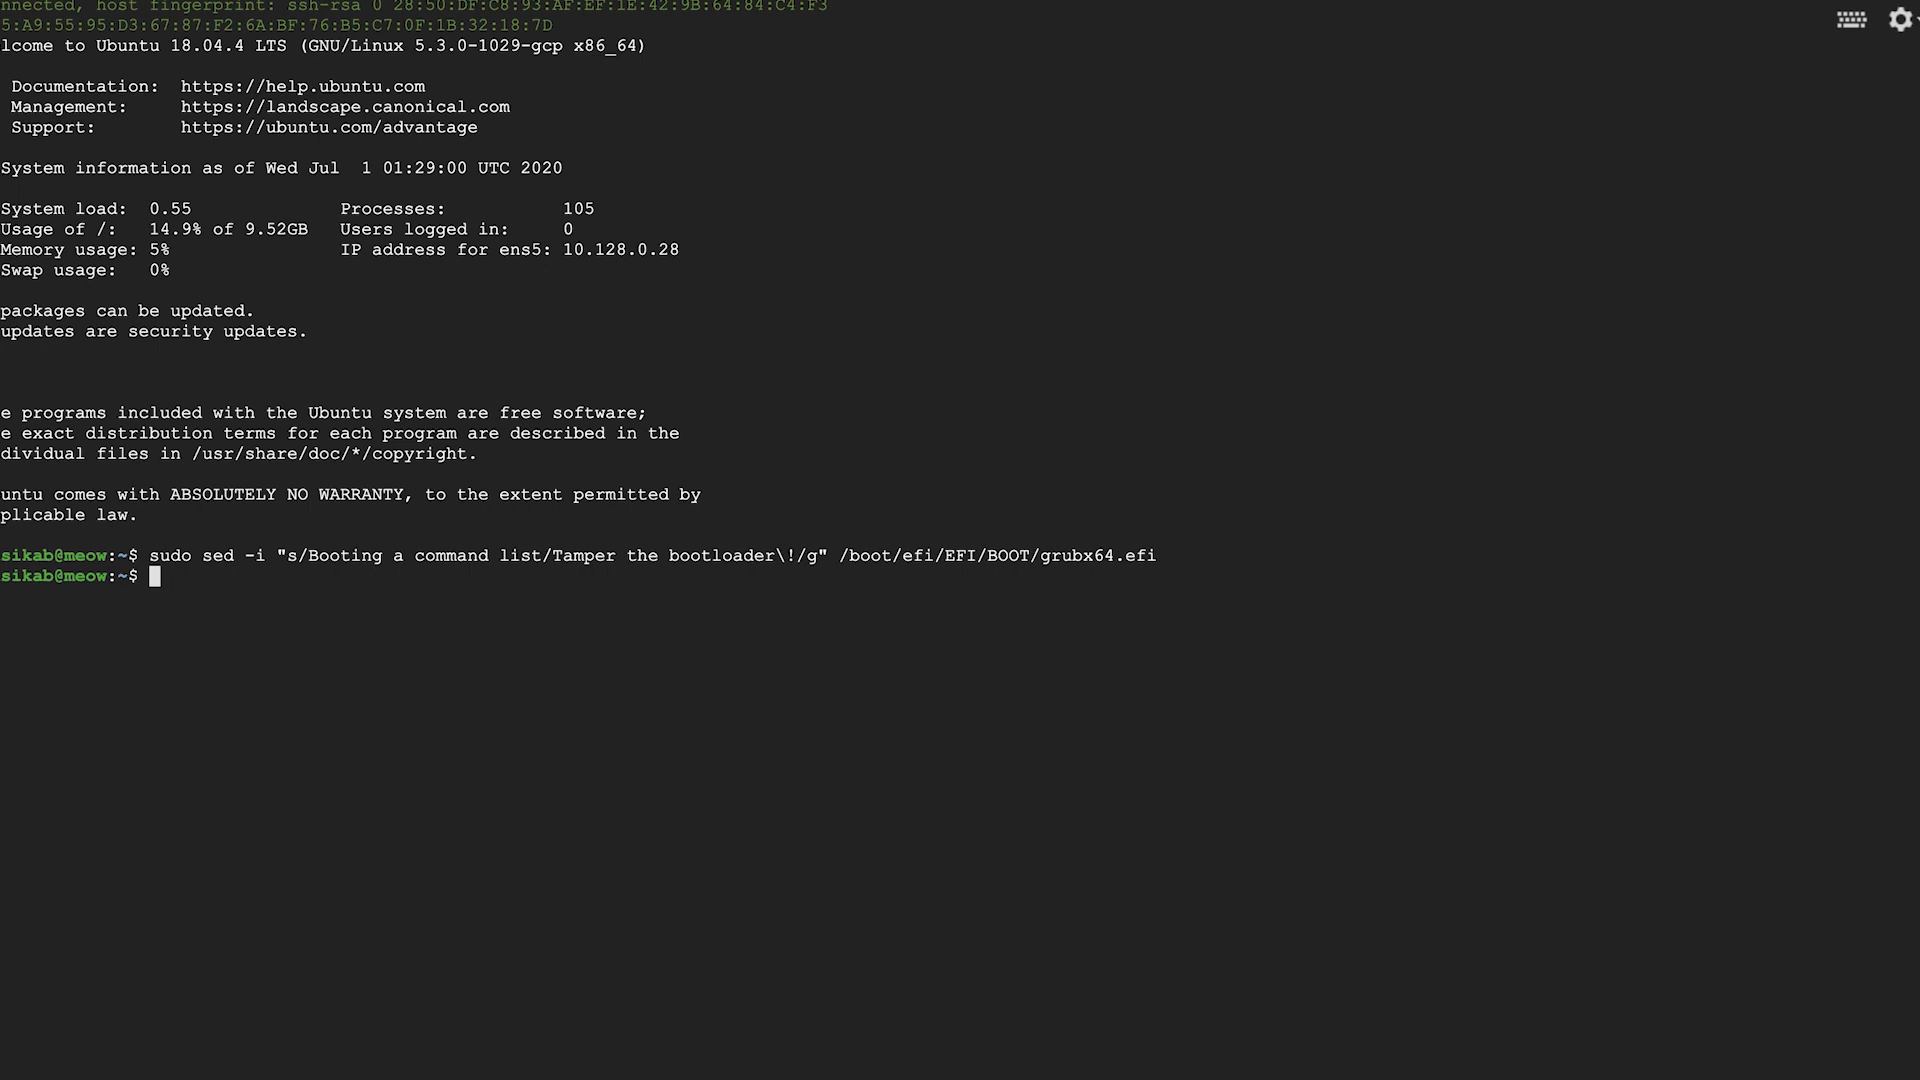 nnected, host fingerprint: ssh-rsa 0 28:50:DF:C8:93:AF:EF:1E:42:9B:64:84:C4:F3
5:A9:55:95:D3:67:87:F2:6A:BF:76:B5:C7:0F:1B:32:18:7D
lcome to Ubuntu 18.04.4 LTS (GNU/Linux 5.3.0-1029-gcp x86_64)
Documentation:  https://help.ubuntu.com
Management:     https://landscape.canonical.com
Support:        https://ubuntu.com/advantage
System information as of Wed Jul  1 01:29:00 UTC 2020
System load:  0.55              Processes:           105
Usage of /:   14.9% of 9.52GB   Users logged in:     0
Memory usage: 5%                IP address for ens5: 10.128.0.28
Swap usage:   0%
packages can be updated.
updates are security updates.
e programs included with the Ubuntu system are free software;
e exact distribution terms for each program are described in the
dividual files in /usr/share/doc/*/copyright.
untu comes with ABSOLUTELY NO WARRANTY, to the extent permitted by
plicable law.
sikab@meow:~$ sudo sed -i "s/Booting a command list/Tamper the bootloader\!/g" /boot/efi/EFI/BOOT/grubx64.efi
sikab@meow:~$